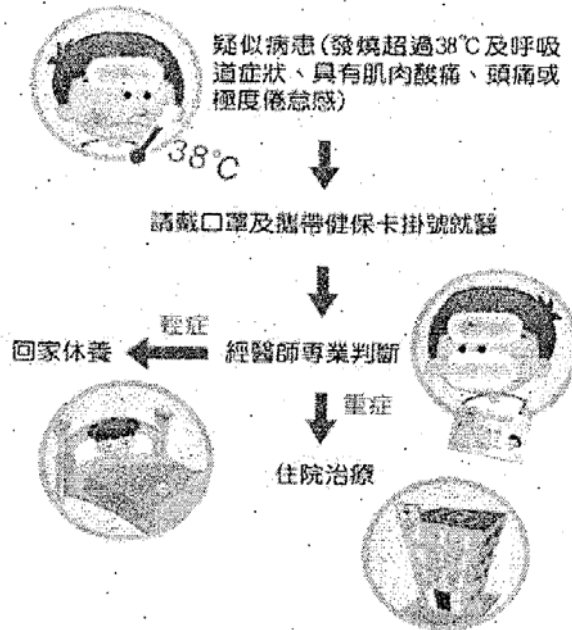 疑似病患(發燒超過38℃及呼吸
道症狀、具有肌肉酸痛、頭痛或
極度倦怠感)
38℃
請戴口罩及攜帶健保卡掛號就醫
輕症
回家休養
經醫師專業判斷
重症
住院治療